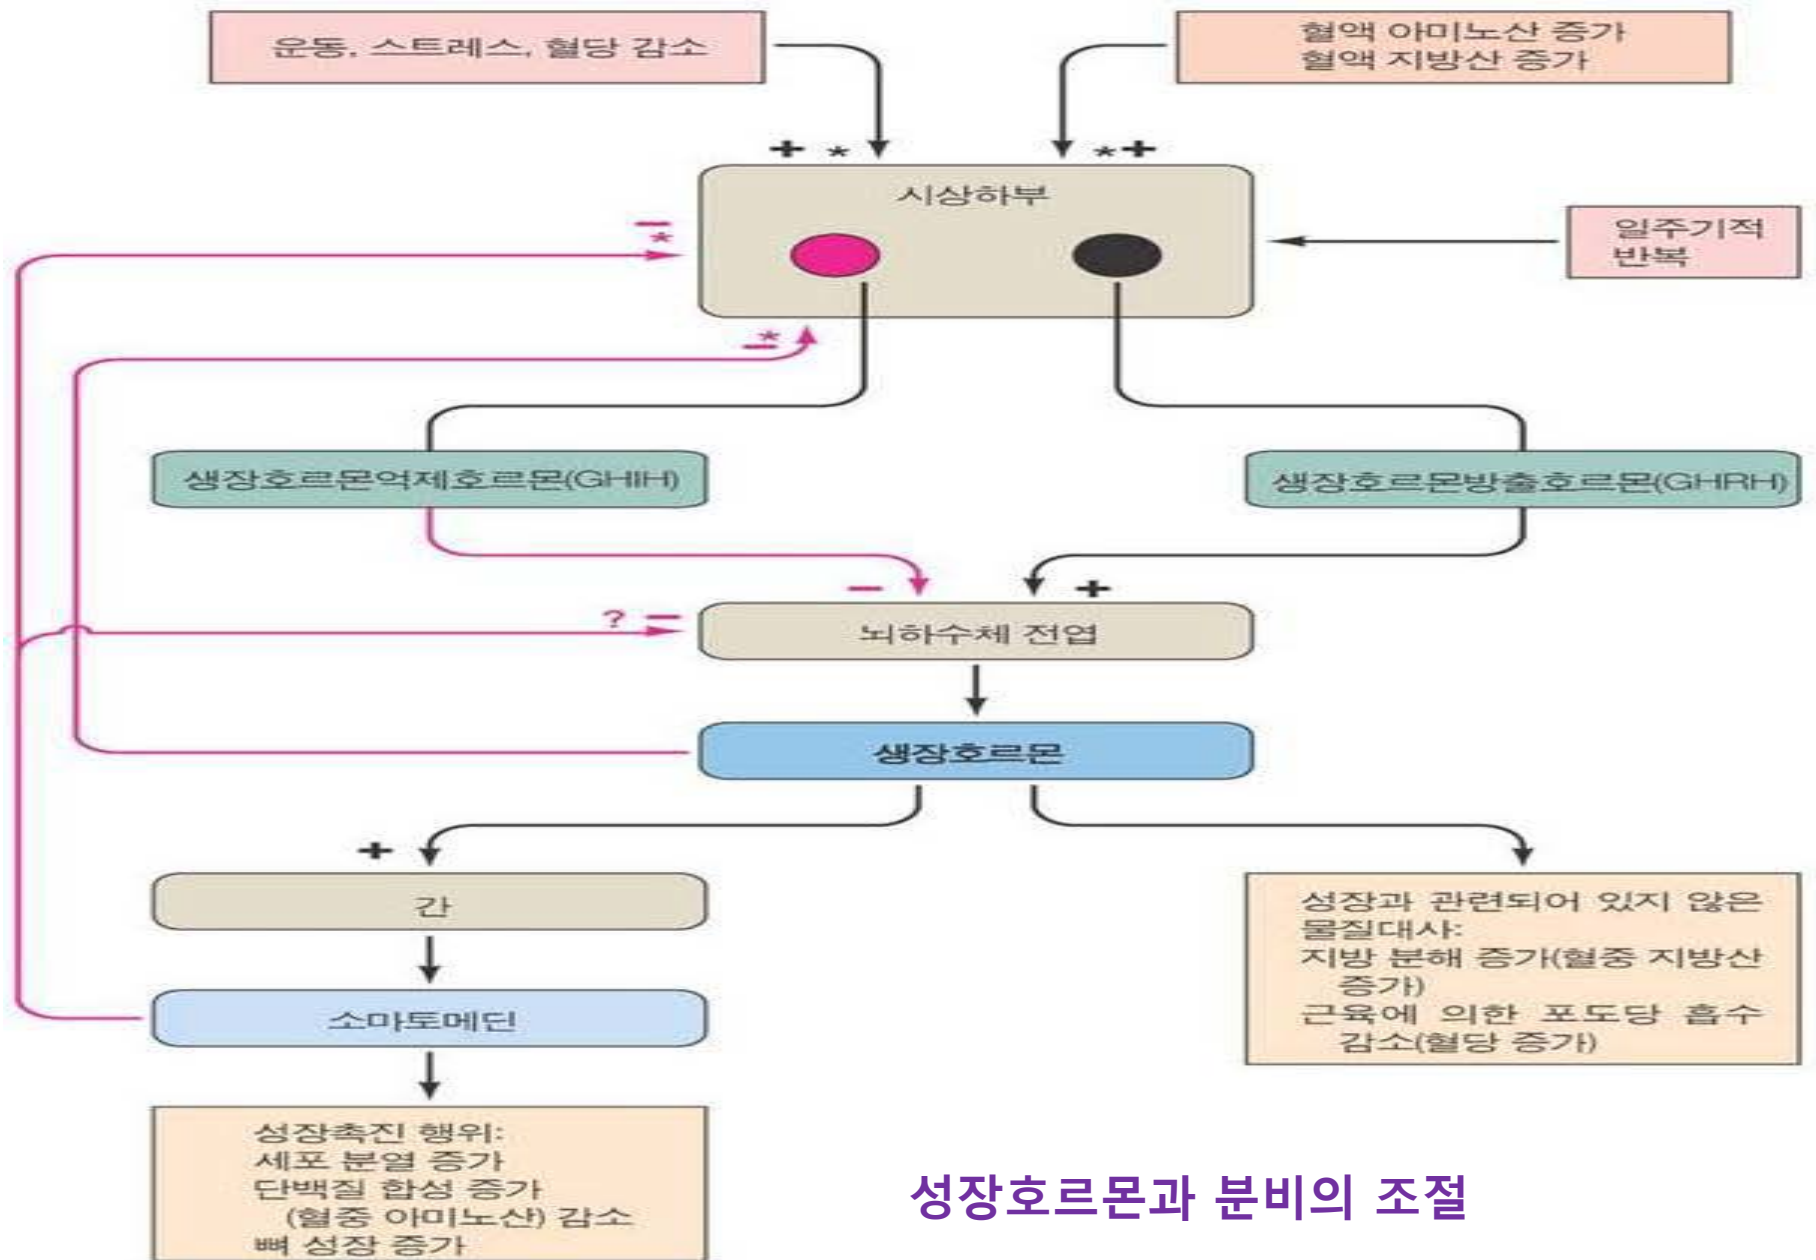 운동, 스트레스, 혈당 감소
혈액 아미노산 증가
혈액 지방산 증가
+ *
* +
시상하부
일주기적
반복
–
*
– *
생장호르몬억제호르몬(GHIH)
생장호르몬방출호르몬(GHRH)
–
+
? –
뇌하수체 전엽
생장호르몬
+
간
소마토메딘
성장과 관련되어 있지 않은
물질대사:
지방 분해 증가(혈중 지방산
증가)
근육에 의한 포도당 흡수
감소(혈당 증가)
성장촉진 행위:
세포 분열 증가
단백질 합성 증가
(혈중 아미노산) 감소
뼈 성장 증가
성장호르몬과 분비의 조절